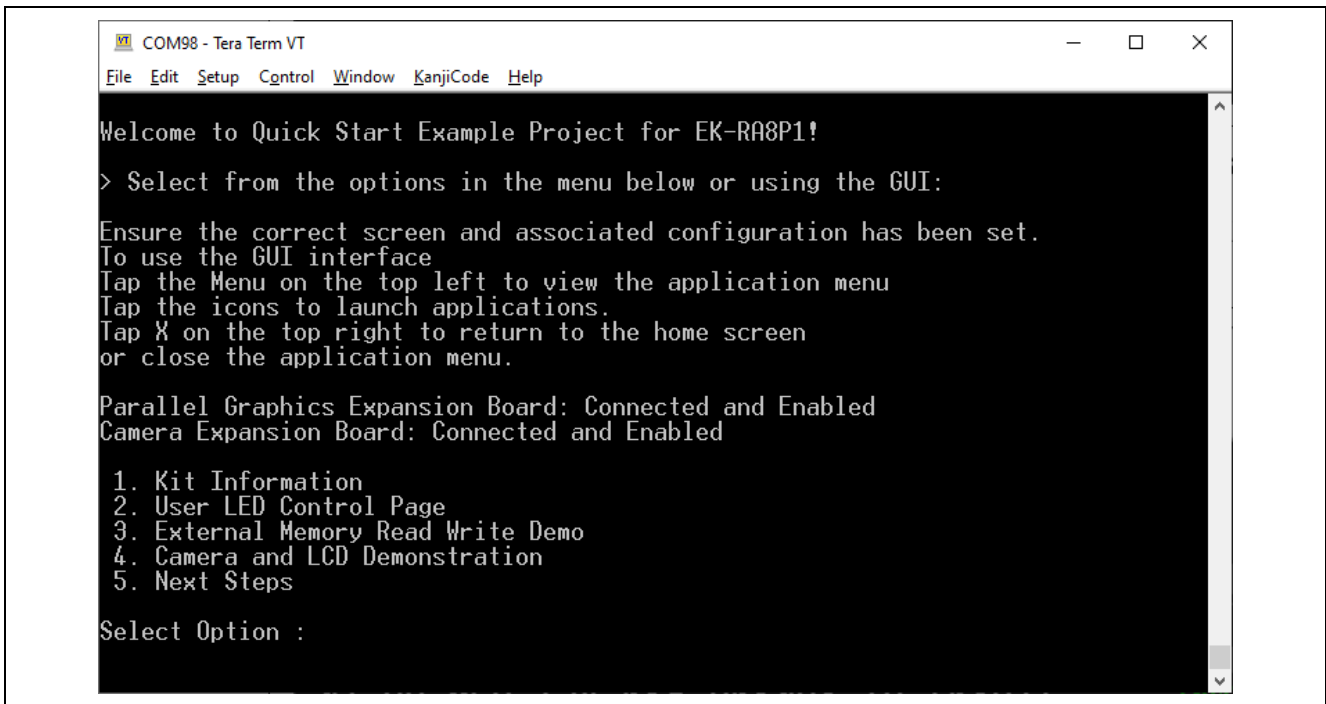 COM98 - Tera Term VT
File Edit Setup Control Window KanjiCode Help
Welcome to Quick Start Example Project for EK-RA8P1!
> Select from the options in the menu below or using the GUI:
Ensure the correct screen and associated configuration has been set.
To use the GUI interface
Tap the Menu on the top left to view the application menu
Tap the icons to launch applications.
Tap X on the top right to return to the home screen
or close the application menu.
Parallel Graphics Expansion Board: Connected and Enabled
Camera Expansion Board: Connected and Enabled
1. Kit Information
2. User LED Control Page
3. External Memory Read Write Demo
4. Camera and LCD Demonstration
5. Next Steps
Select Option :